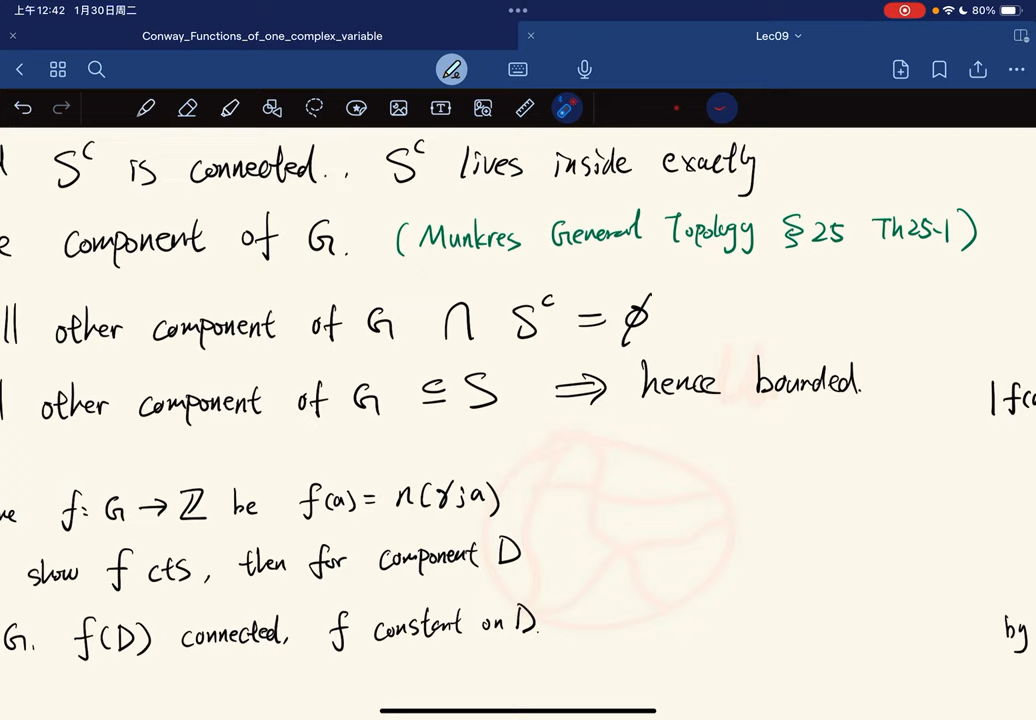 上午12:42 1月30日周二
80%
Conway_Functions_of_one_complex_variable
Lec09
S^c is connected.. S^c lives inside exactly
component of G. (Munkres General Topology §25 Th25-1)
ll other component of G ∩ S^c = ∅
other component of G ⊆ S ⟹ hence bounded.
|f(a
f: G → ℤ be f(a) = n(γ; a)
show f cts, then for component D
G. f(D) connected, f constant on D.
by